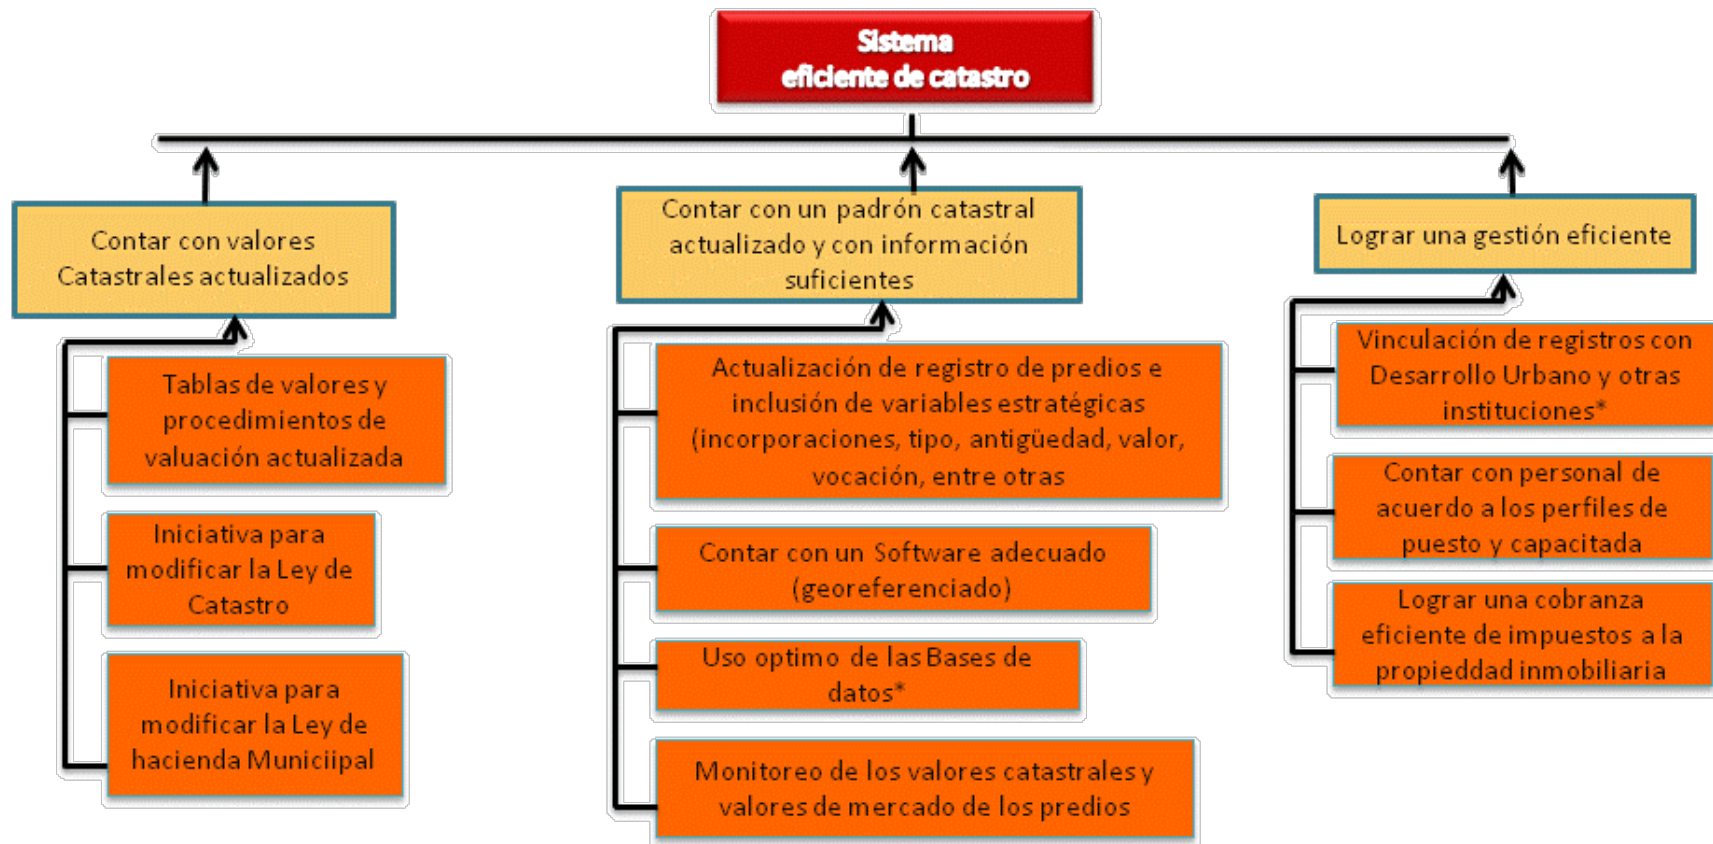 Sistema
eficiente de catastro
Contar con valores
Catastrales actualizados
Tablas de valores y
procedimientos de
valuación actualizada
Iniciativa para
modificar la Ley de
Catastro
Iniciativa para
modificar la Ley de
hacienda Municiipal
Contar con un padrón catastral
actualizado y con información
suficientes
Actualización de registro de predios e
inclusión de variables estratégicas
(incorporaciones, tipo, antigüedad, valor,
vocación, entre otras
Contar con un Software adecuado
(georeferenciado)
Uso optimo de las Bases de
datos*
Monitoreo de los valores catastrales y
valores de mercado de los predios
Lograr una gestión eficiente
Vinculación de registros con
Desarrollo Urbano y otras
instituciones*
Contar con personal de
acuerdo a los perfiles de
puesto y capacitada
Lograr una cobranza
eficiente de impuestos a la
propieddad inmobiliaria